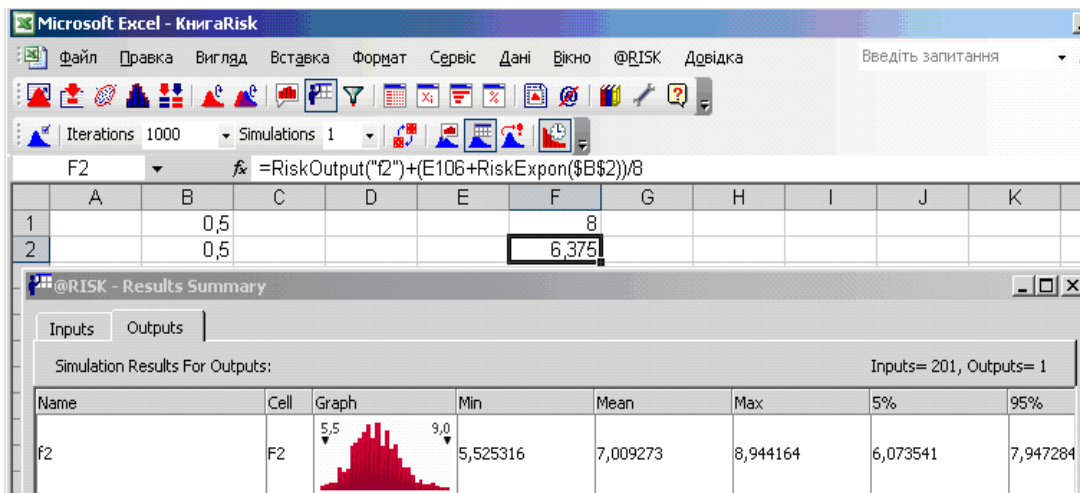 Microsoft Excel - КнигаRisk
Файл Правка Вигляд Вставка Формат Сервіс Дані Вікно @RISK Довідка Введіть запитання
Iterations 1000 Simulations 1
F2 fx =RiskOutput("f2")+(E106+RiskExpon($B$2))/8
A B C D E F G H I J K
1 0,5 8
2 0,5 6,375
@RISK - Results Summary
Inputs Outputs
Simulation Results For Outputs: Inputs= 201, Outputs= 1
Name Cell Graph Min Mean Max 5% 95%
5,5 9,0
f2 F2 5,525316 7,009273 8,944164 6,073541 7,947284